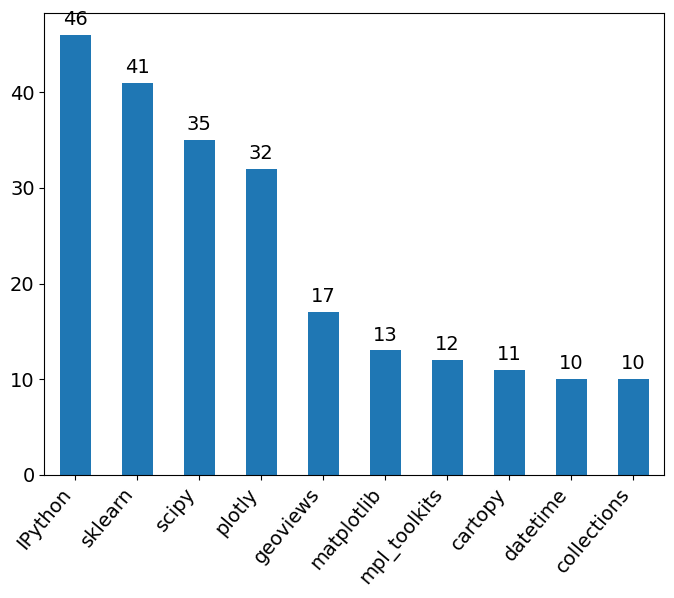 46
41
35
32
17
13
12
11
10
10
40
30
20
10
0
IPython
sklearn
scipy
plotly
geoviews
matplotlib
mpl_toolkits
cartopy
datetime
collections